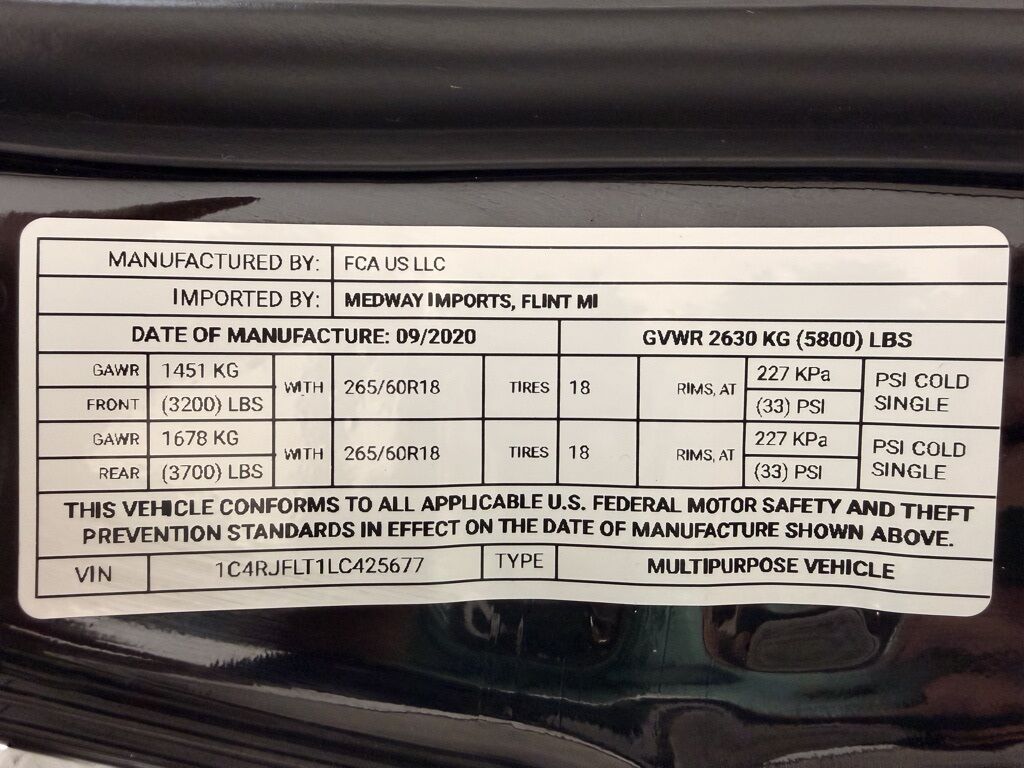 MANUFACTURED BY: FCA US LLC
IMPORTED BY: MEDWAY IMPORTS, FLINT MI
DATE OF MANUFACTURE: 09/2020 GVWR 2630 KG (5800) LBS
GAWR FRONT 1451 KG (3200) LBS WITH 265/60R18 TIRES 18 RIMS, AT 227 KPa (33) PSI PSI COLD SINGLE
GAWR REAR 1678 KG (3700) LBS WITH 265/60R18 TIRES 18 RIMS, AT 227 KPa (33) PSI PSI COLD SINGLE
THIS VEHICLE CONFORMS TO ALL APPLICABLE U.S. FEDERAL MOTOR SAFETY AND THEFT
PREVENTION STANDARDS IN EFFECT ON THE DATE OF MANUFACTURE SHOWN ABOVE.
VIN 1C4RJFLT1LC425677 TYPE MULTIPURPOSE VEHICLE